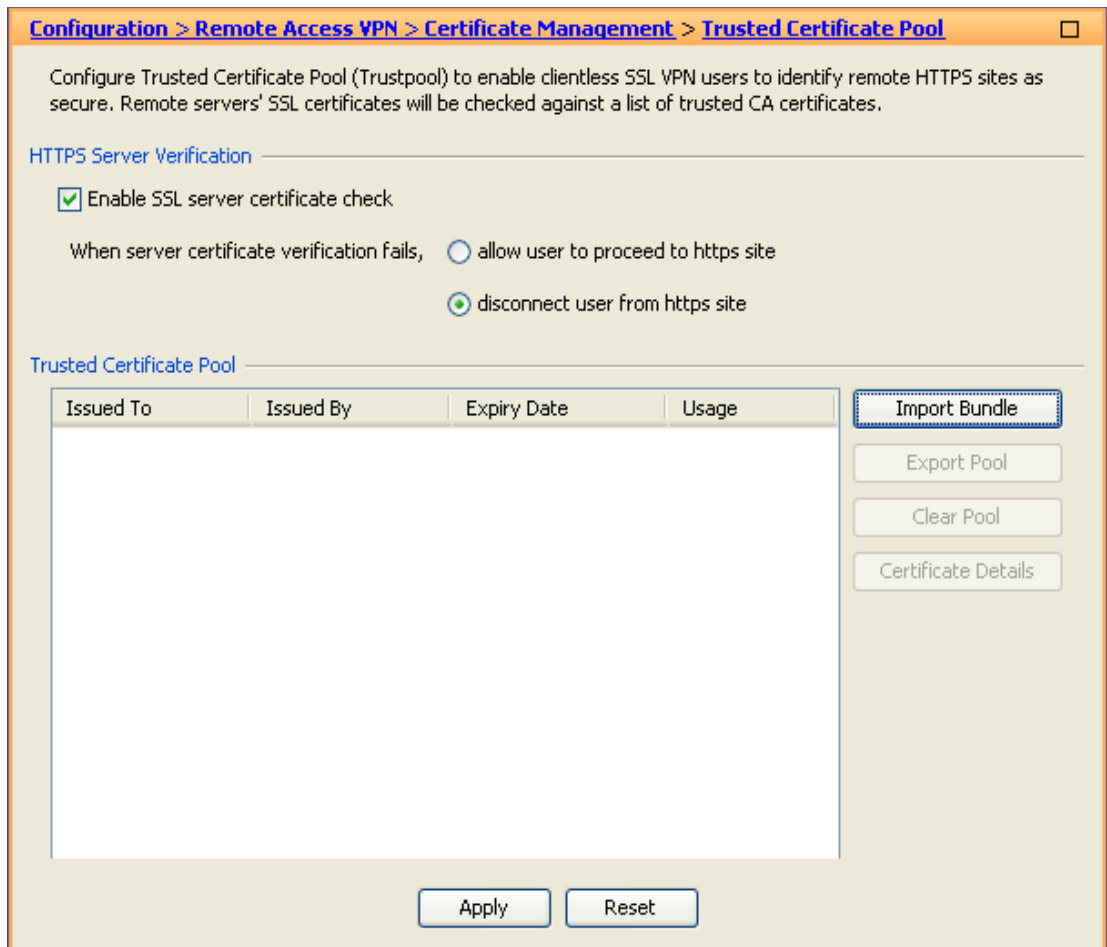 Configuration > Remote Access VPN > Certificate Management > Trusted Certificate Pool
Configure Trusted Certificate Pool (Trustpool) to enable clientless SSL VPN users to identify remote HTTPS sites as
secure. Remote servers' SSL certificates will be checked against a list of trusted CA certificates.
HTTPS Server Verification
Enable SSL server certificate check
When server certificate verification fails, allow user to proceed to https site
disconnect user from https site
Trusted Certificate Pool
Issued To Issued By Expiry Date Usage Import Bundle
Export Pool
Clear Pool
Certificate Details
Apply Reset